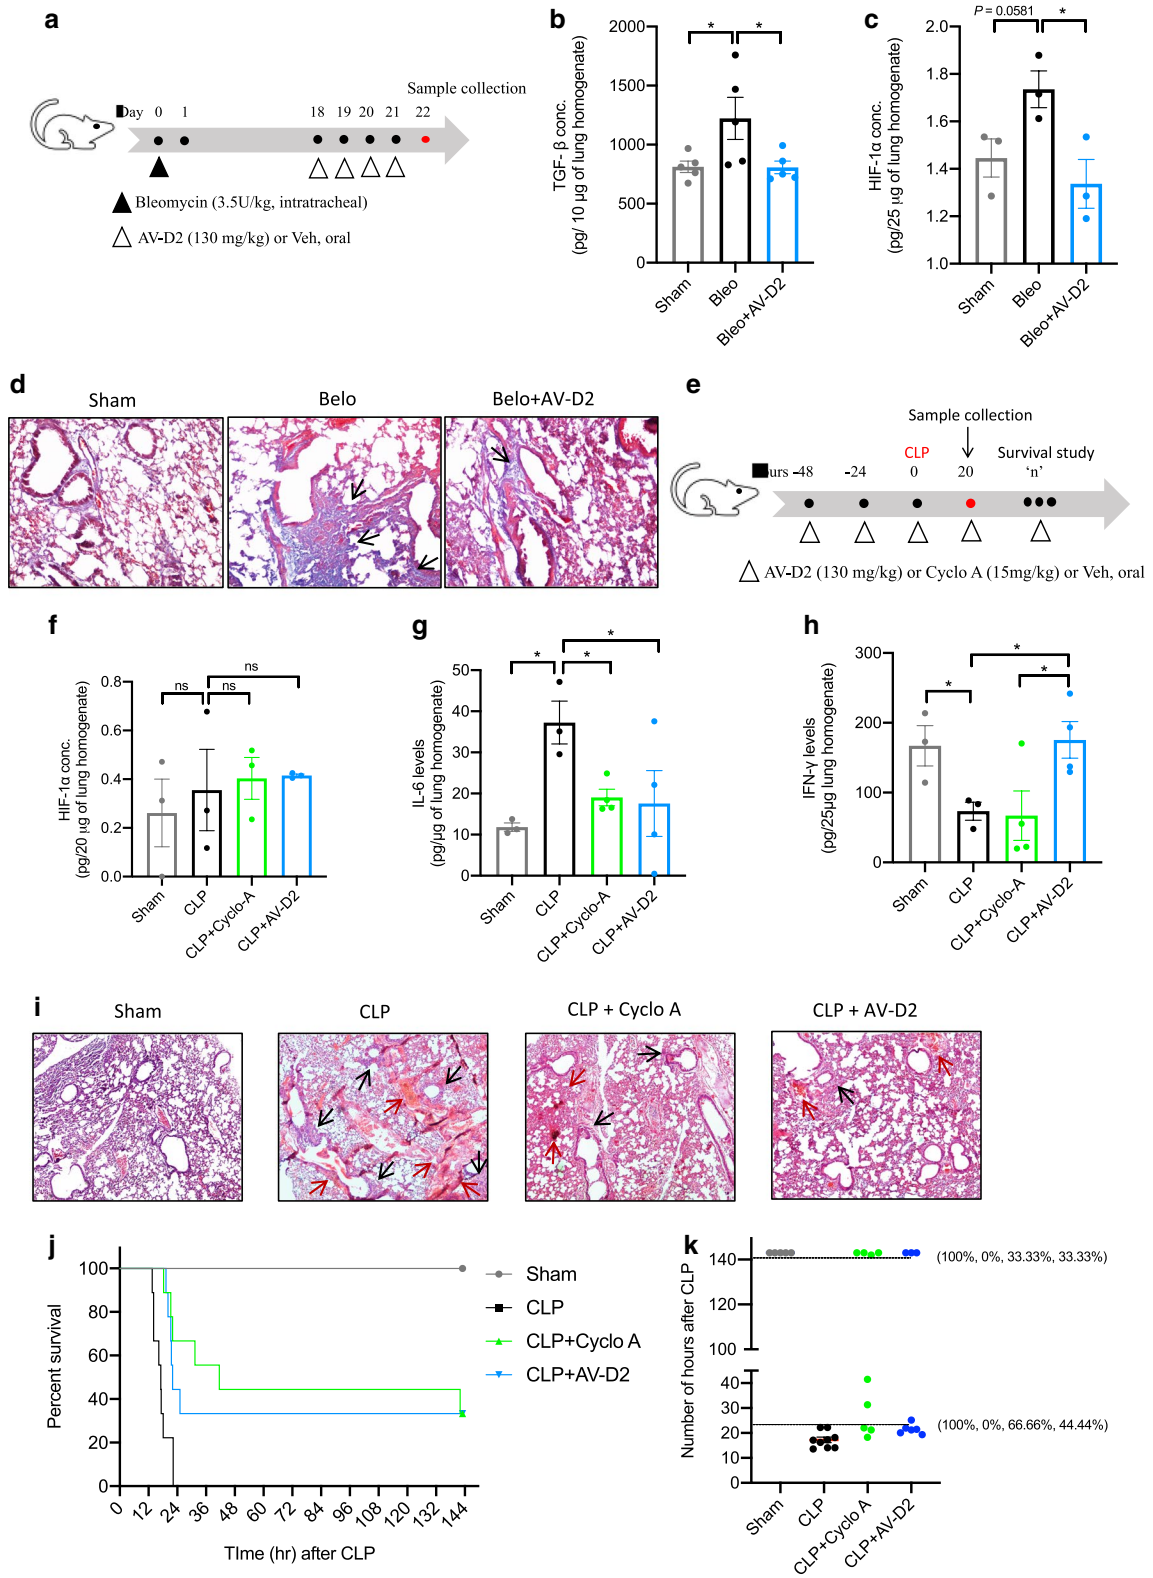 a
Sample collection
Day 0 1 18 19 20 21 22
Bleomycin (3.5U/kg, intratracheal)
AV-D2 (130 mg/kg) or Veh, oral
b
TGF- β conc.
(pg/ 10 µg of lung homogenate)
2000
1500
1000
500
0
* *
Sham
Bleo
Bleo+AV-D2
c
HIF-1α conc.
(pg/25 µg of lung homogenate)
2.0
1.8
1.6
1.4
1.2
1.0
P = 0.0581 *
Sham
Bleo
Bleo+AV-D2
d
Sham
Belo
Belo+AV-D2
e
Sample collection
CLP
Survival study
-48 -24 0 20 ‘n’
AV-D2 (130 mg/kg) or Cyclo A (15mg/kg) or Veh, oral
f
HIF-1α conc.
(pg/20 µg of lung homogenate)
0.8
0.6
0.4
0.2
0.0
ns
ns ns
Sham
CLP
CLP+Cyclo-A
CLP+AV-D2
g
IL-6 levels
(pg/µg of lung homogenate)
50
40
30
20
10
0
*
* *
Sham
CLP
CLP+Cyclo-A
CLP+AV-D2
h
IFN-γ levels
(pg/25µg lung homogenate)
300
200
100
0
*
* *
Sham
CLP
CLP+Cyclo-A
CLP+AV-D2
i
Sham
CLP
CLP + Cyclo A
CLP + AV-D2
j
Percent survival
100
80
60
40
20
0
0 12 24 36 48 60 72 84 96 108 120 132 144
TIme (hr) after CLP
Sham
CLP
CLP+Cyclo A
CLP+AV-D2
k
Number of hours after CLP
140
120
100
40
30
20
10
0
(100%, 0%, 33.33%, 33.33%)
(100%, 0%, 66.66%, 44.44%)
Sham
CLP
CLP+Cyclo A
CLP+AV-D2